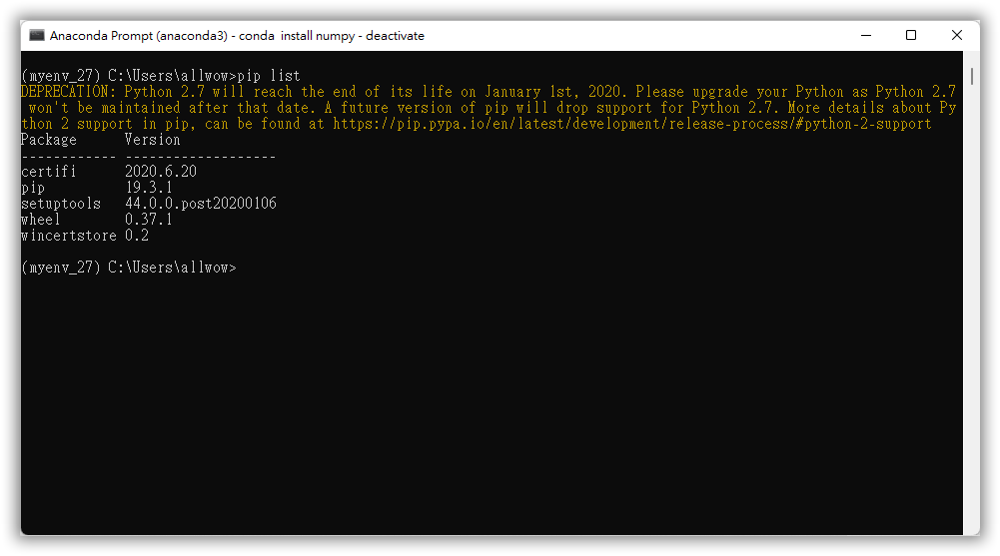 Anaconda Prompt (anaconda3) - conda  install numpy - deactivate
(myenv_27) C:\Users\allwow>pip list
DEPRECATION: Python 2.7 will reach the end of its life on January 1st, 2020. Please upgrade your Python as Python 2.7
 won't be maintained after that date. A future version of pip will drop support for Python 2.7. More details about Py
thon 2 support in pip, can be found at https://pip.pypa.io/en/latest/development/release-process/#python-2-support
Package      Version
------------ -------------------
certifi      2020.6.20
pip          19.3.1
setuptools   44.0.0.post20200106
wheel        0.37.1
wincertstore 0.2
(myenv_27) C:\Users\allwow>